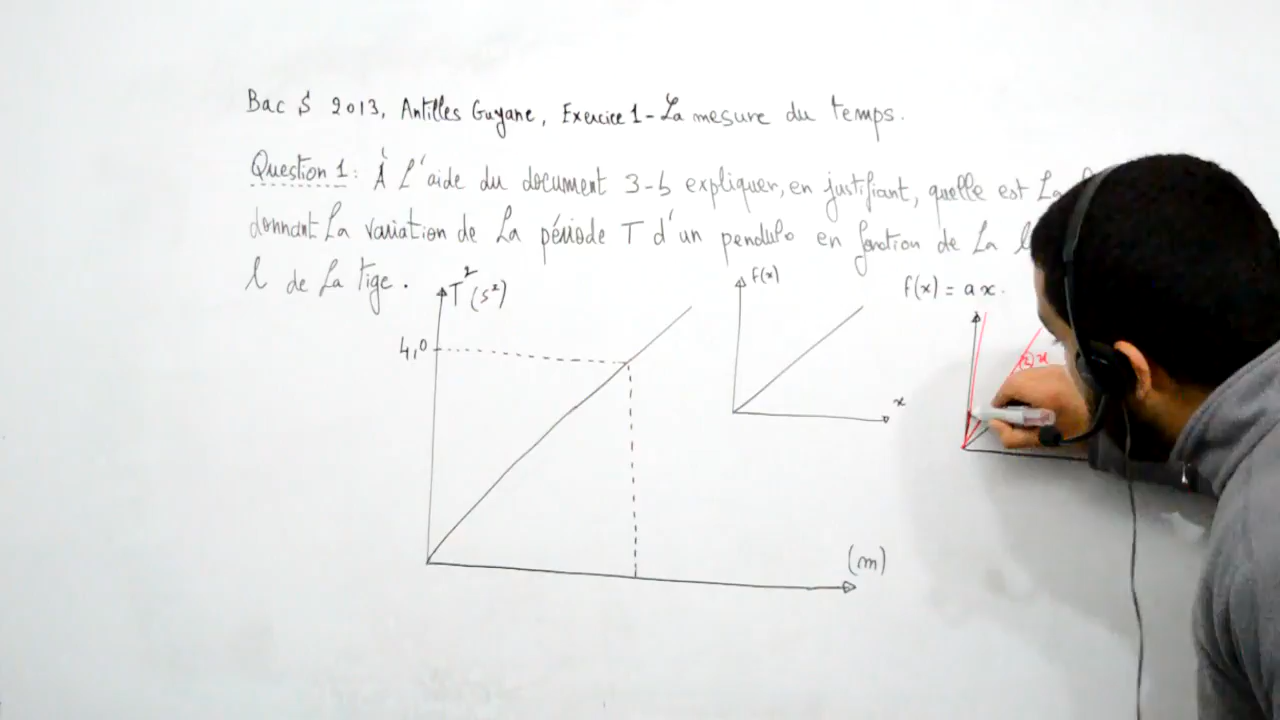 Bac S 2013, Antilles Guyane, Exercice 1 - La mesure du temps.
Question 1: À l'aide du document 3-b expliquer, en justifiant, quelle est la
donnant la variation de la période T d'un pendule en fonction de la l
l de la tige.
T² (s²)
f(x)
f(x) = ax.
4,0
x
(m)